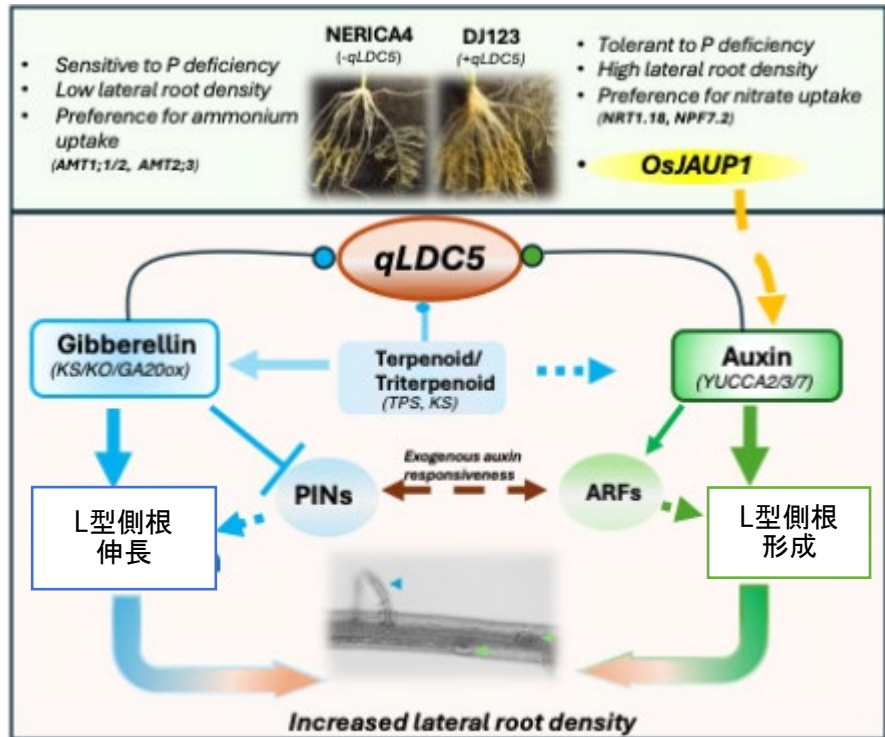 NERICA4
(-qLDC5)
DJ123
(+qLDC5)
• Sensitive to P deficiency
• Low lateral root density
• Preference for ammonium
uptake
(AMT1;1/2, AMT2;3)
• Tolerant to P deficiency
• High lateral root density
• Preference for nitrate uptake
(NRT1.18, NPF7.2)
• OsJAUP1
qLDC5
Gibberellin
(KS/KO/GA20ox)
Terpenoid/
Triterpenoid
(TPS, KS)
Auxin
(YUCCA2/3/7)
Exogenous auxin
responsiveness
PINs
ARFs
L型側根
伸長
L型側根
形成
Increased lateral root density